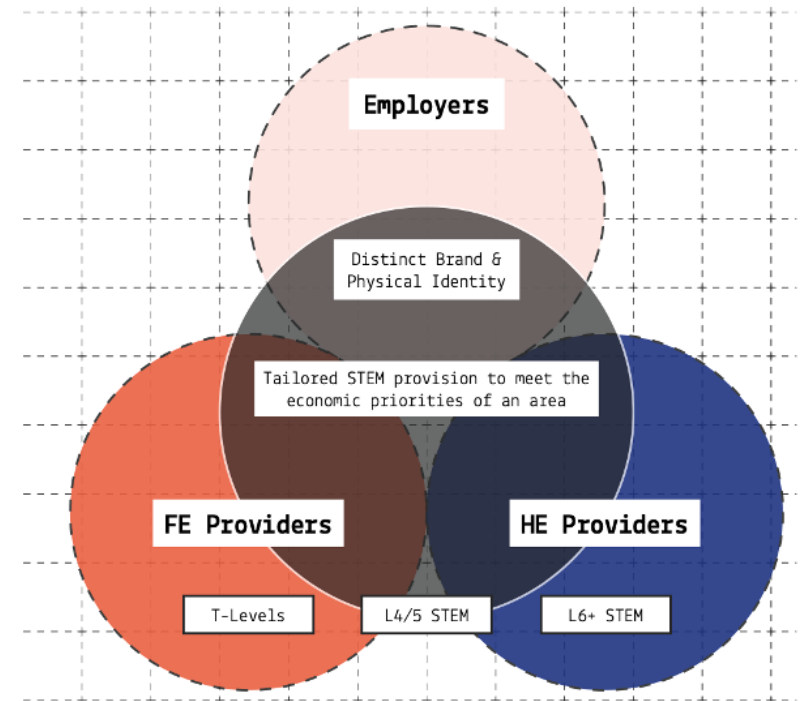 Employers
Distinct Brand &
Physical Identity
Tailored STEM provision to meet the
economic priorities of an area
FE Providers
HE Providers
T-Levels
L4/5 STEM
L6+ STEM